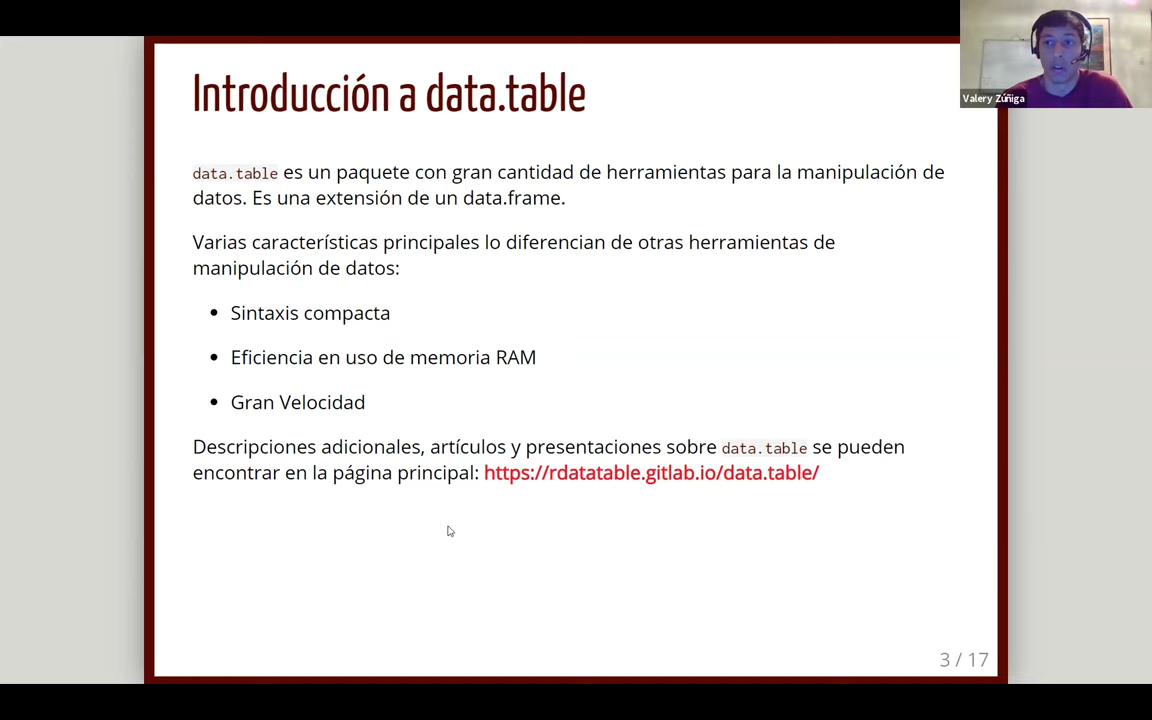 Introducción a data.table
Valery Zúñiga
data.table es un paquete con gran cantidad de herramientas para la manipulación de
datos. Es una extensión de un data.frame.
Varias características principales lo diferencian de otras herramientas de
manipulación de datos:
• Sintaxis compacta
• Eficiencia en uso de memoria RAM
• Gran Velocidad
Descripciones adicionales, artículos y presentaciones sobre data.table se pueden
encontrar en la página principal: https://rdatatable.gitlab.io/data.table/
3 / 17